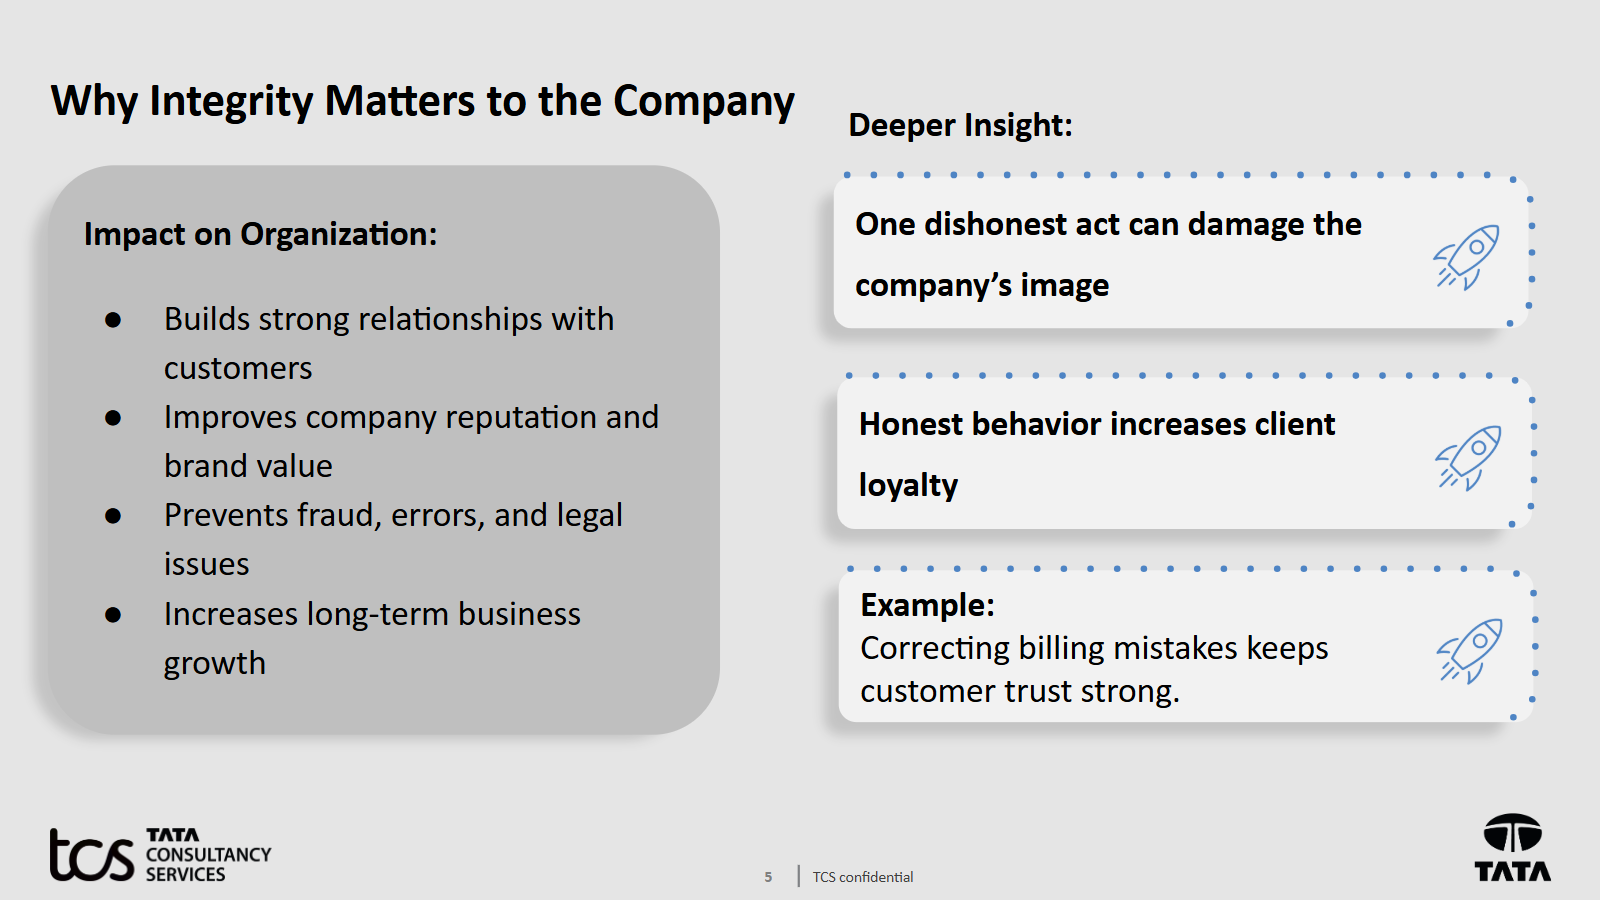 Why Integrity Matters to the Company
Impact on Organization:
● Builds strong relationships with
customers
● Improves company reputation and
brand value
● Prevents fraud, errors, and legal
issues
● Increases long-term business
growth
Deeper Insight:
One dishonest act can damage the
company’s image
Honest behavior increases client
loyalty
Example:
Correcting billing mistakes keeps
customer trust strong.
tcs TATA
CONSULTANCY
SERVICES
5 | TCS confidential
TATA